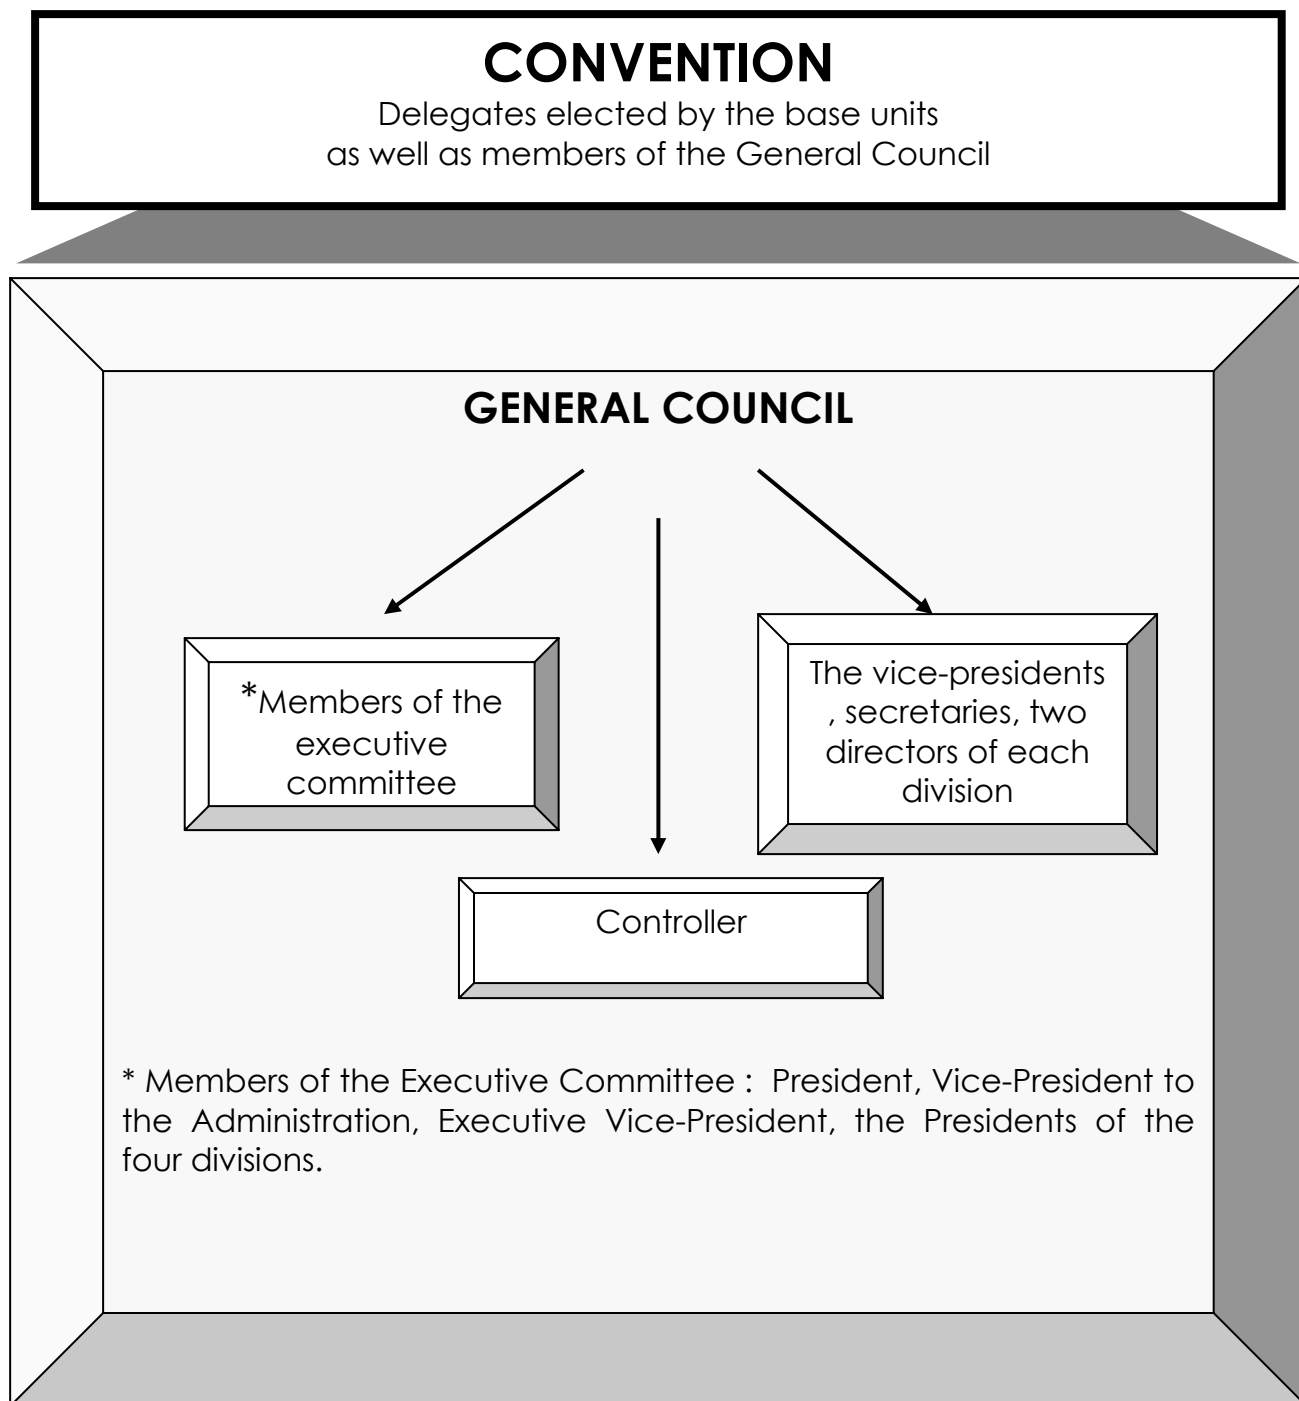 CONVENTION
Delegates elected by the base units
as well as members of the General Council
GENERAL COUNCIL
*Members of the
executive
committee
The vice-presidents
, secretaries, two
directors of each
division
Controller
* Members of the Executive Committee : President, Vice-President to
the Administration, Executive Vice-President, the Presidents of the
four divisions.